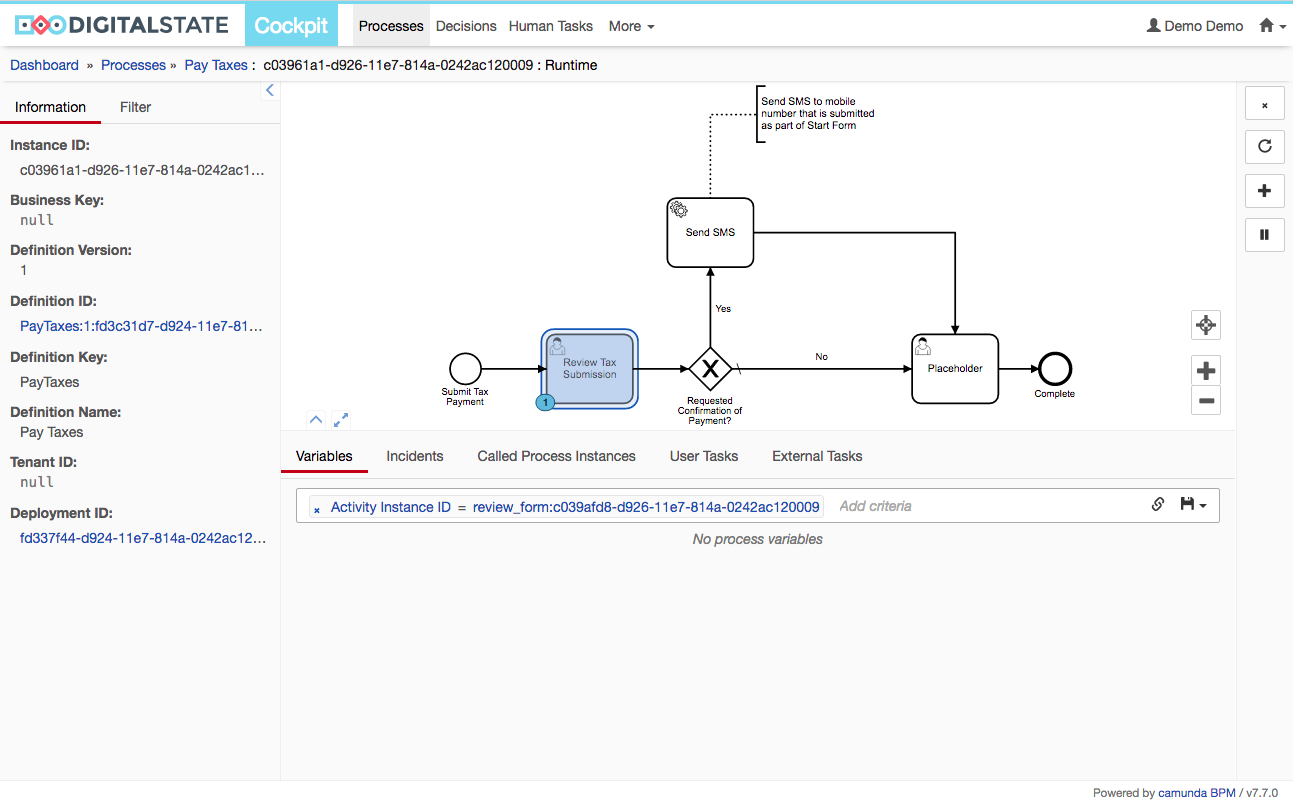 DIGITALSTATE Cockpit Processes Decisions Human Tasks More Demo Demo
Dashboard » Processes » Pay Taxes : c03961a1-d926-11e7-814a-0242ac120009 : Runtime
Information Filter
Instance ID:
c03961a1-d926-11e7-814a-0242ac1...
Business Key:
null
Definition Version:
1
Definition ID:
PayTaxes:1:fd3c31d7-d924-11e7-81...
Definition Key:
PayTaxes
Definition Name:
Pay Taxes
Tenant ID:
null
Deployment ID:
fd337f44-d924-11e7-814a-0242ac12...
Send SMS to mobile
number that is submitted
as part of Start Form
Send SMS
Yes
Submit Tax
Payment
Review Tax
Submission
1
Requested
Confirmation of
Payment?
No
Placeholder
Complete
Variables Incidents Called Process Instances User Tasks External Tasks
× Activity Instance ID = review_form:c039afd8-d926-11e7-814a-0242ac120009 Add criteria
No process variables
Powered by camunda BPM / v7.7.0